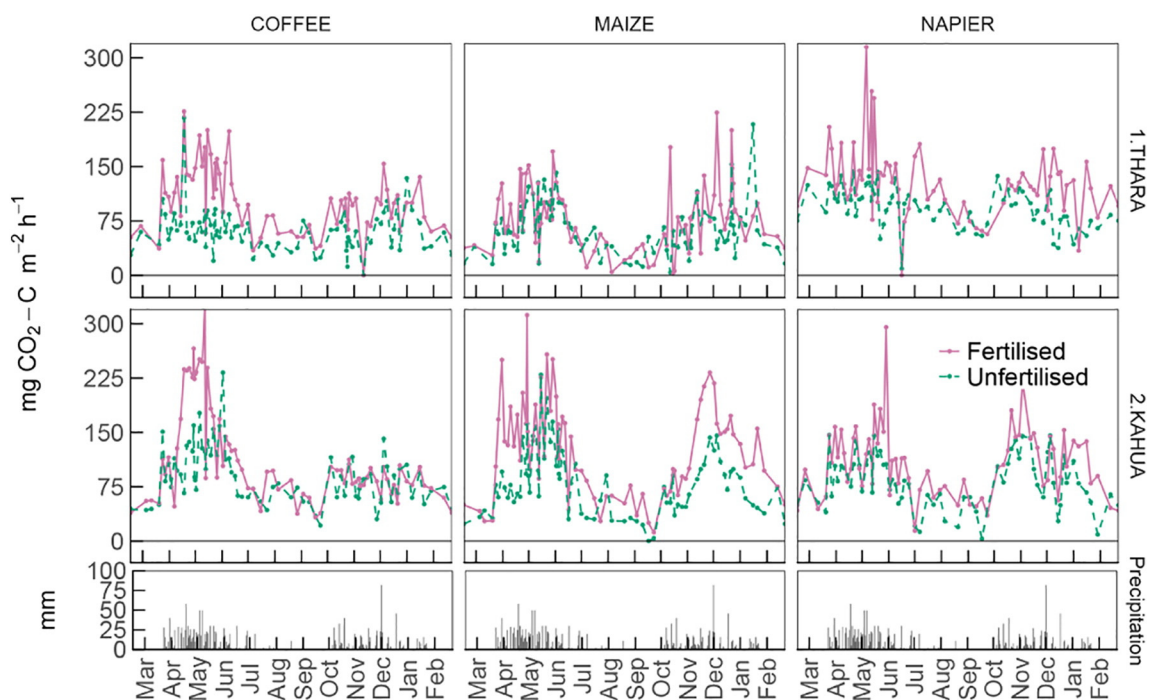 COFFEE MAIZE NAPIER
300
225
150
75
0
1.THARA
mg CO₂ – C m⁻² h⁻¹
300
225
150
75
0
Fertilised
Unfertilised
2.KAHUA
100
75
50
25
0
mm
Precipitation
Mar Apr May Jun Jul Aug Sep Oct Nov Dec Jan Feb Mar Apr May Jun Jul Aug Sep Oct Nov Dec Jan Feb Mar Apr May Jun Jul Aug Sep Oct Nov Dec Jan Feb